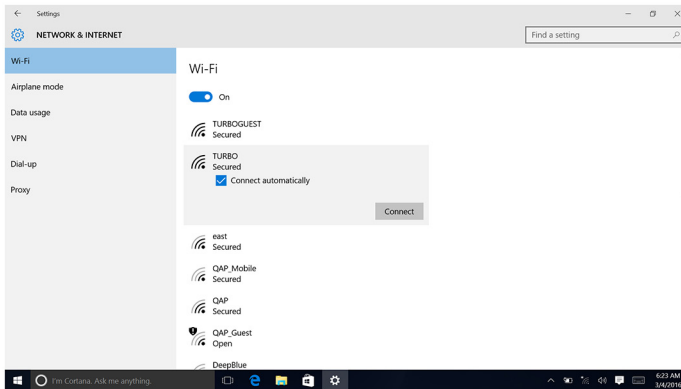 Settings
NETWORK & INTERNET
Find a setting
Wi-Fi
Airplane mode
Data usage
VPN
Dial-up
Proxy
Wi-Fi
On
TURBOGUEST
Secured
TURBO
Secured
Connect automatically
Connect
east
Secured
QAP_Mobile
Secured
QAP
Secured
QAP_Guest
Open
DeepBlue
I'm Cortana. Ask me anything.
6:23 AM
3/4/2016